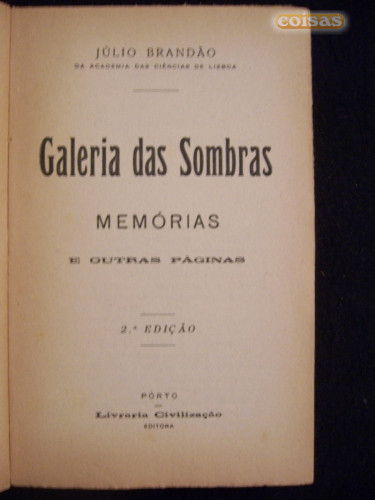 coisas
JÚLIO BRANDÃO
DA ACADEMIA DAS CIÊNCIAS DE LISBOA
Galeria das Sombras
MEMÓRIAS
E OUTRAS PÁGINAS
2.ª EDIÇÃO
PÔRTO
Livraria Civilização
EDITORA